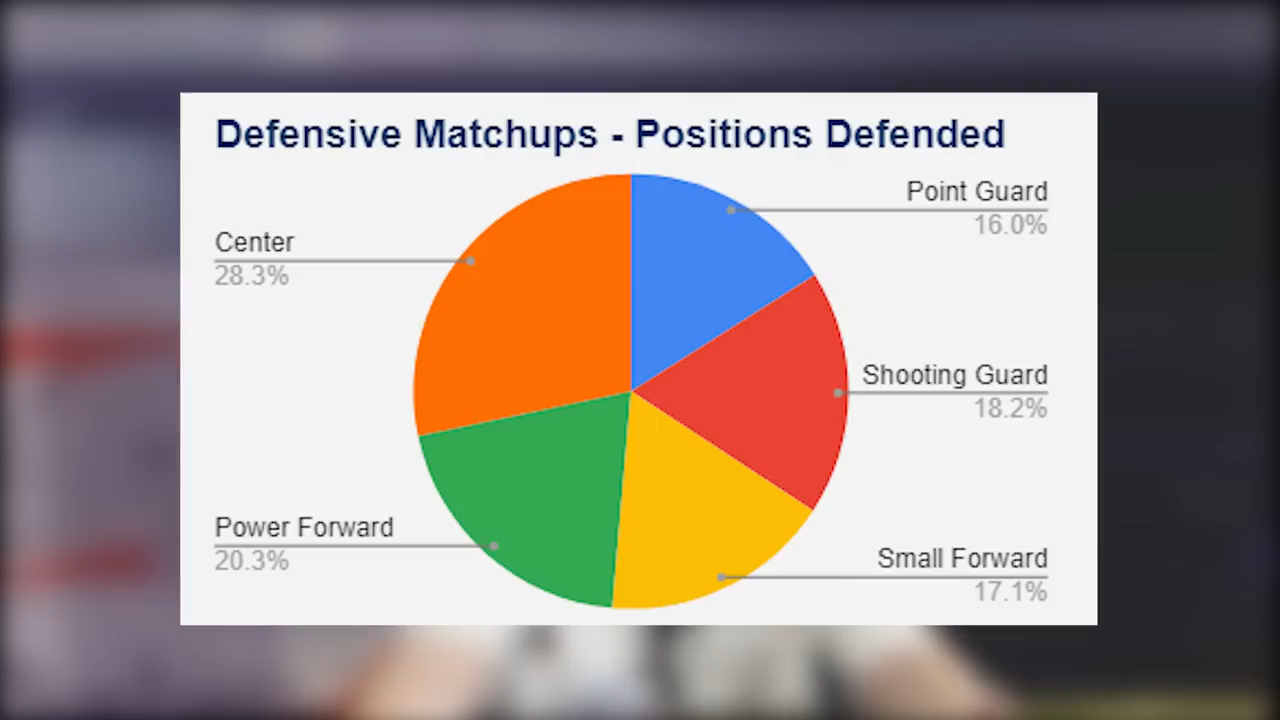 Defensive Matchups - Positions Defended
Point Guard
16.0%
Center
28.3%
Shooting Guard
18.2%
Power Forward
20.3%
Small Forward
17.1%